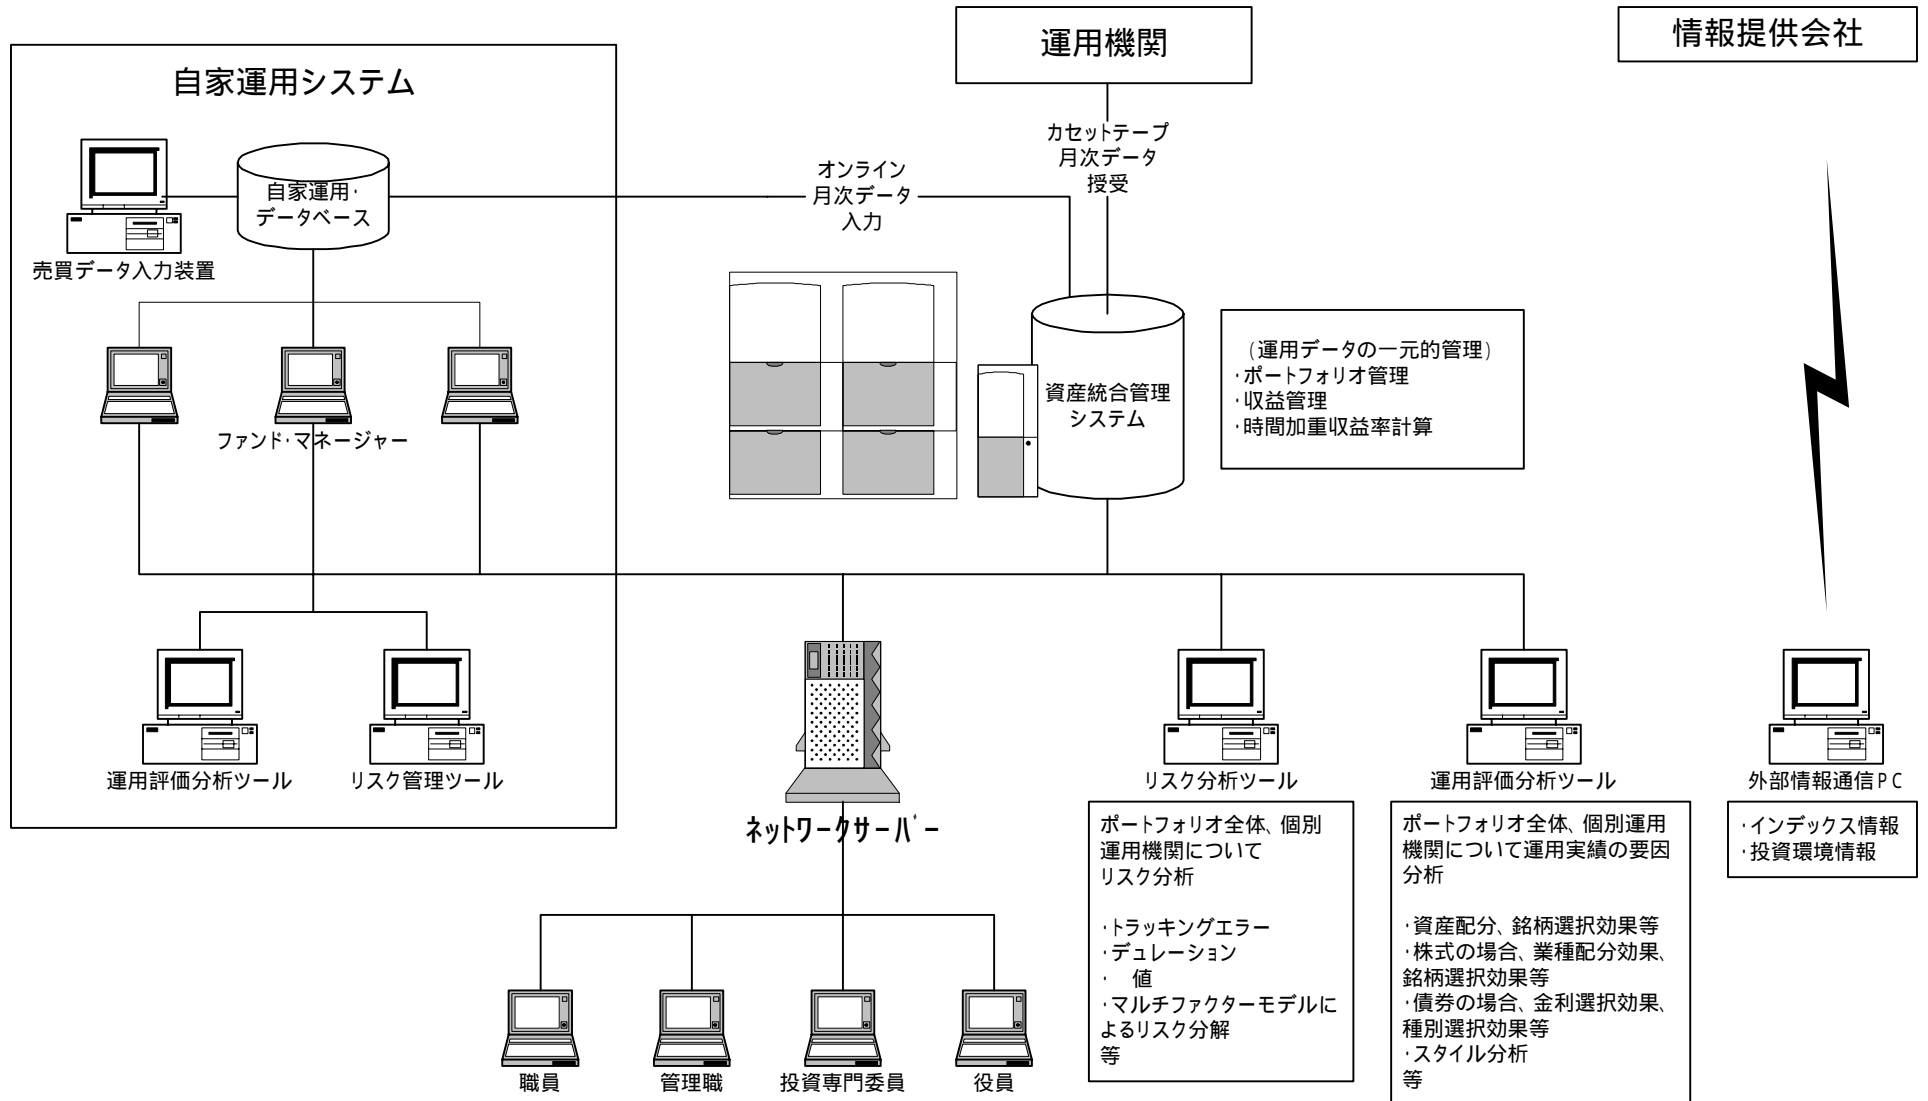 運用機関
情報提供会社
自家運用システム
カセットテープ
月次データ
授受
オンライン
月次データ
入力
自家運用・
データベース
売買データ入力装置
ファンド・マネージャー
資産統合管理
システム
(運用データの一元的管理)
・ポートフォリオ管理
・収益管理
・時間加重収益率計算
運用評価分析ツール
リスク管理ツール
ネットワークサーバー
リスク分析ツール
運用評価分析ツール
外部情報通信PC
ポートフォリオ全体、個別
運用機関について
リスク分析
・トラッキングエラー
・デュレーション
・　値
・マルチファクターモデルに
よるリスク分解
等
ポートフォリオ全体、個別運用
機関について運用実績の要因
分析
・資産配分、銘柄選択効果等
・株式の場合、業種配分効果、
銘柄選択効果等
・債券の場合、金利選択効果、
種別選択効果等
・スタイル分析
等
・インデックス情報
・投資環境情報
職員
管理職
投資専門委員
役員